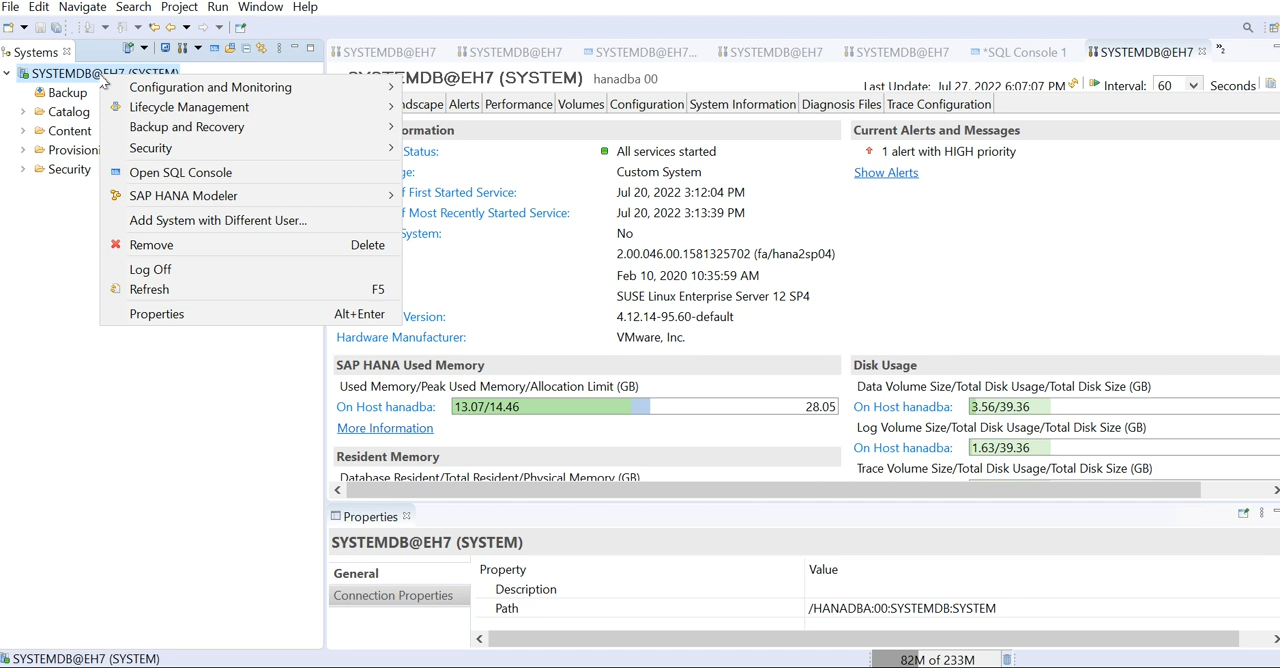 File Edit Navigate Search Project Run Window Help
Systems
SYSTEMDB@EH7 (SYSTEM)
Backup
Catalog
Content
Provisioni
Security
Configuration and Monitoring
Lifecycle Management
Backup and Recovery
Security
Open SQL Console
SAP HANA Modeler
Add System with Different User...
Remove Delete
Log Off
Refresh F5
Properties Alt+Enter
SYSTEMDB@EH7 SYSTEMDB@EH7 SYSTEMDB@EH7... SYSTEMDB@EH7 SYSTEMDB@EH7 *SQL Console 1 SYSTEMDB@EH7 2
SYSTEMDB@EH7 (SYSTEM) hanadba 00
Last Update: Jul 27, 2022 6:07:07 PM Interval: 60 Seconds
ndscape Alerts Performance Volumes Configuration System Information Diagnosis Files Trace Configuration
ormation
Status: All services started
ge: Custom System
f First Started Service: Jul 20, 2022 3:12:04 PM
f Most Recently Started Service: Jul 20, 2022 3:13:39 PM
System: No
2.00.046.00.1581325702 (fa/hana2sp04)
Feb 10, 2020 10:35:59 AM
SUSE Linux Enterprise Server 12 SP4
Version: 4.12.14-95.60-default
Hardware Manufacturer: VMware, Inc.
Current Alerts and Messages
1 alert with HIGH priority
Show Alerts
SAP HANA Used Memory
Used Memory/Peak Used Memory/Allocation Limit (GB)
On Host hanadba: 13.07/14.46 28.05
More Information
Resident Memory
Database Resident/Total Resident/Physical Memory (GB)
Disk Usage
Data Volume Size/Total Disk Usage/Total Disk Size (GB)
On Host hanadba: 3.56/39.36
Log Volume Size/Total Disk Usage/Total Disk Size (GB)
On Host hanadba: 1.63/39.36
Trace Volume Size/Total Disk Usage/Total Disk Size (GB)
Properties
SYSTEMDB@EH7 (SYSTEM)
General
Connection Properties
Property Value
Description
Path /HANADBA:00:SYSTEMDB:SYSTEM
SYSTEMDB@EH7 (SYSTEM) 82M of 233M